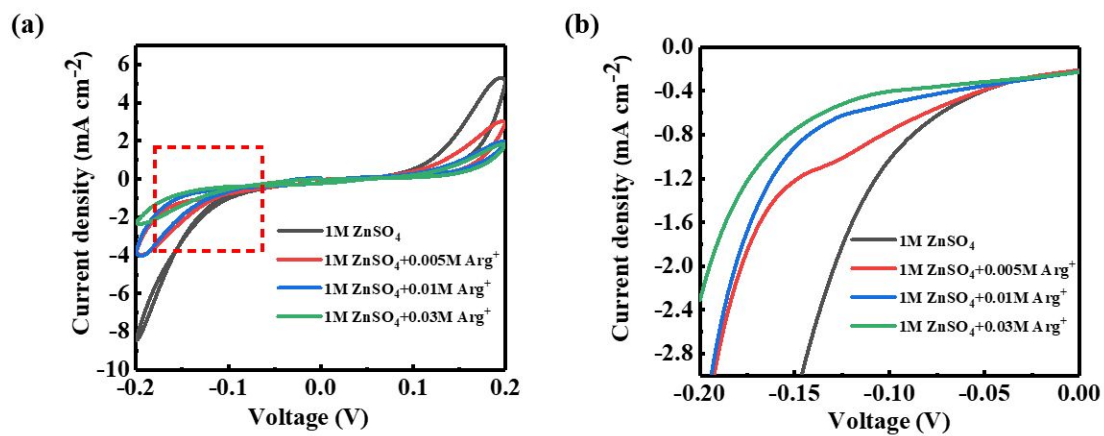 (a)
Current density (mA cm⁻²)
6
4
2
0
-2
-4
-6
-8
-10
1M ZnSO₄
1M ZnSO₄+0.005M Arg⁺
1M ZnSO₄+0.01M Arg⁺
1M ZnSO₄+0.03M Arg⁺
-0.2
-0.1
0.0
0.1
0.2
Voltage (V)
(b)
Current density (mA cm⁻²)
0.0
-0.4
-0.8
-1.2
-1.6
-2.0
-2.4
-2.8
1M ZnSO₄
1M ZnSO₄+0.005M Arg⁺
1M ZnSO₄+0.01M Arg⁺
1M ZnSO₄+0.03M Arg⁺
-0.20
-0.15
-0.10
-0.05
0.00
Voltage (V)